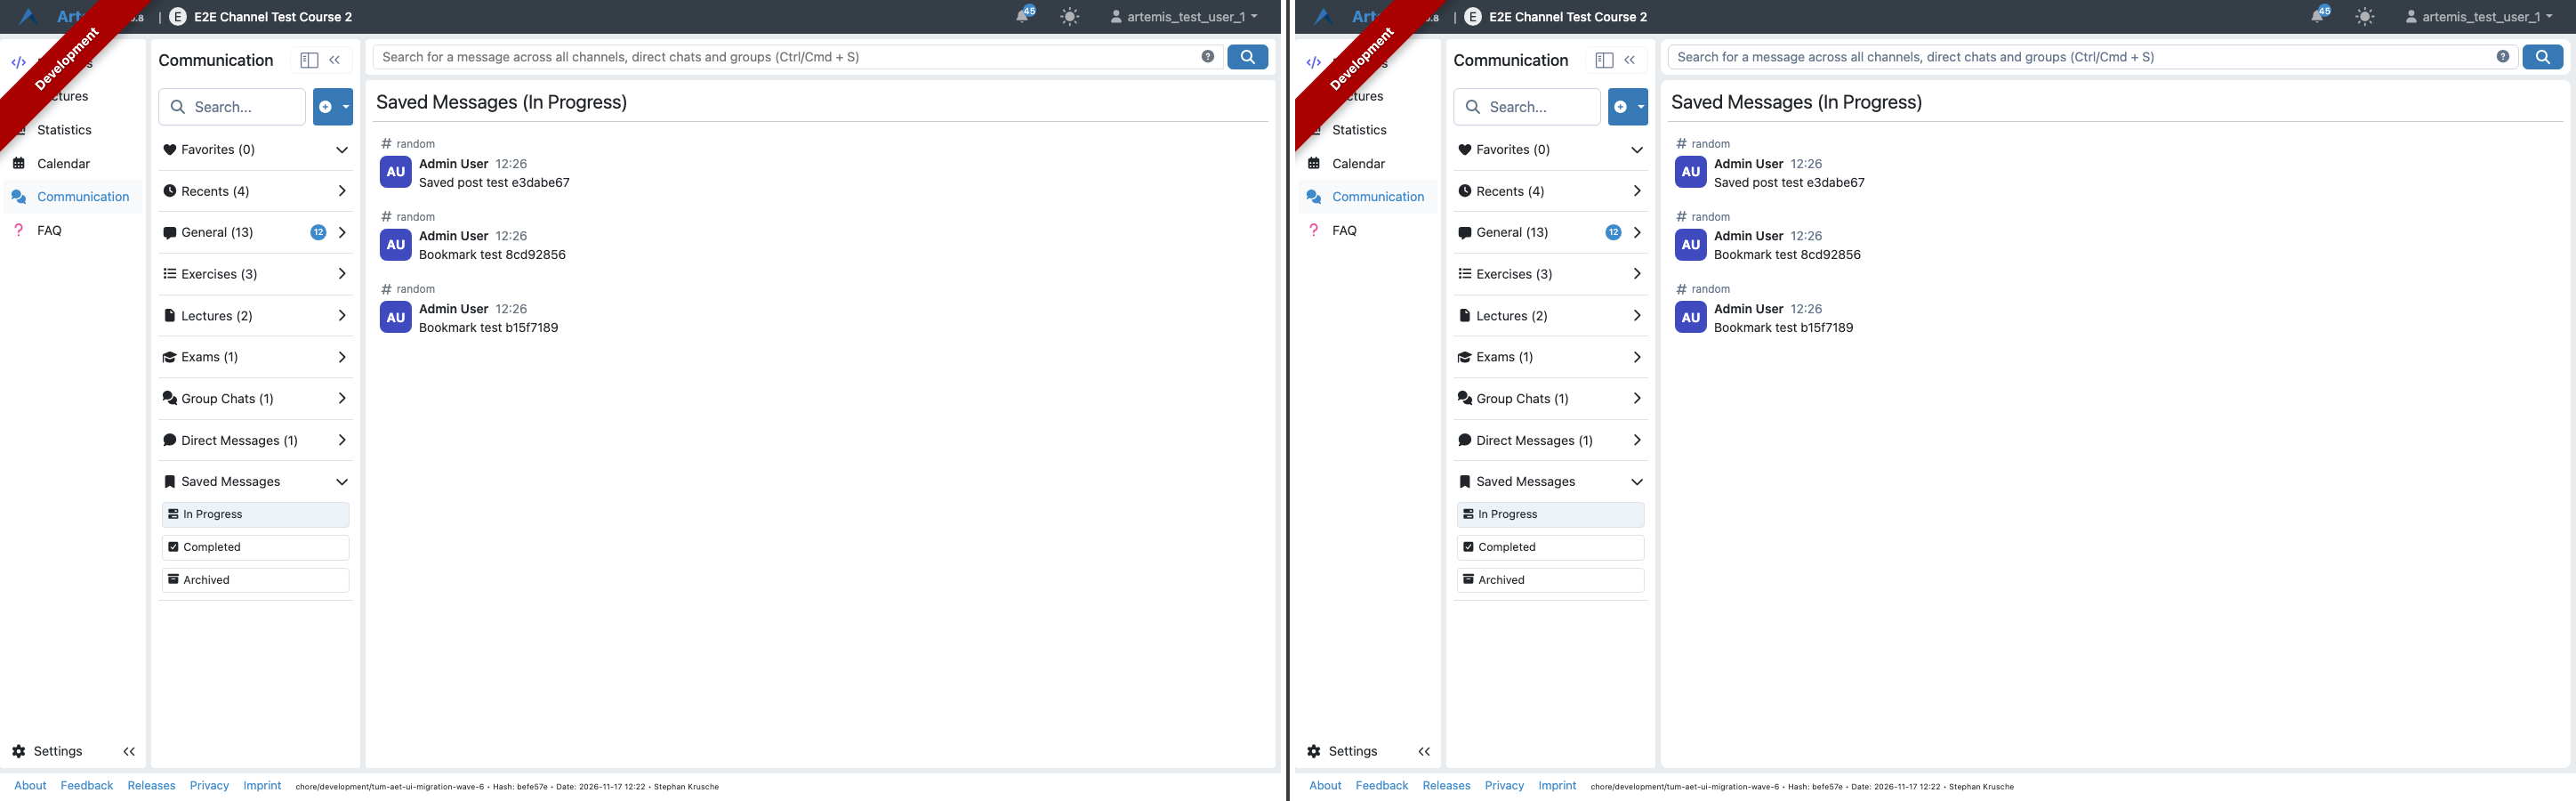 E E2E Channel Test Course 2
45
artemis_test_user_1
Development
Statistics
Calendar
Communication
FAQ
Settings
Communication
Search...
Favorites (0)
Recents (4)
General (13) 12
Exercises (3)
Lectures (2)
Exams (1)
Group Chats (1)
Direct Messages (1)
Saved Messages
In Progress
Completed
Archived
Search for a message across all channels, direct chats and groups (Ctrl/Cmd + S)
Saved Messages (In Progress)
# random
AU Admin User 12:26
Saved post test e3dabe67
# random
AU Admin User 12:26
Bookmark test 8cd92856
# random
AU Admin User 12:26
Bookmark test b15f7189
About Feedback Releases Privacy Imprint chore/development/tum-aet-ui-migration-wave-6 • Hash: befe57e • Date: 2026-11-17 12:22 • Stephan Krusche
E E2E Channel Test Course 2
45
artemis_test_user_1
Development
Statistics
Calendar
Communication
FAQ
Settings
Communication
Search...
Favorites (0)
Recents (4)
General (13) 12
Exercises (3)
Lectures (2)
Exams (1)
Group Chats (1)
Direct Messages (1)
Saved Messages
In Progress
Completed
Archived
Search for a message across all channels, direct chats and groups (Ctrl/Cmd + S)
Saved Messages (In Progress)
# random
AU Admin User 12:26
Saved post test e3dabe67
# random
AU Admin User 12:26
Bookmark test 8cd92856
# random
AU Admin User 12:26
Bookmark test b15f7189
About Feedback Releases Privacy Imprint chore/development/tum-aet-ui-migration-wave-6 • Hash: befe57e • Date: 2026-11-17 12:22 • Stephan Krusche